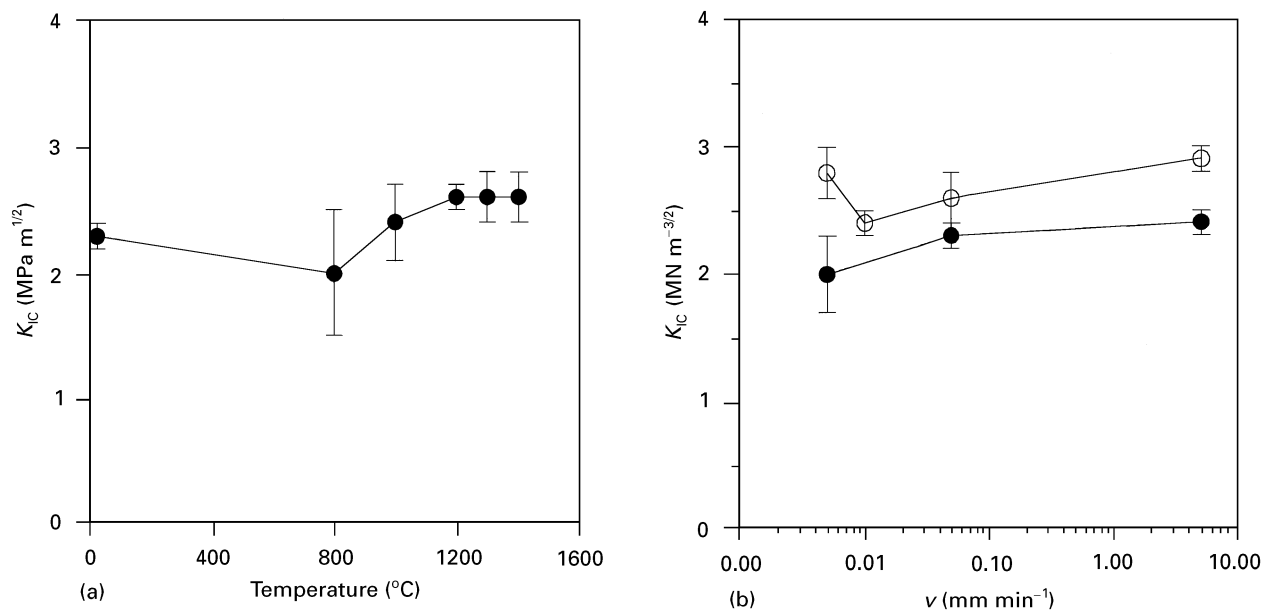 4
3
2
1
0
K_IC (MPa m^1/2)
0 400 800 1200 1600
Temperature (°C)
(a)
4
3
2
1
0
K_IC (MN m^−3/2)
0.00 0.01 0.10 1.00 10.00
v (mm min^−1)
(b)